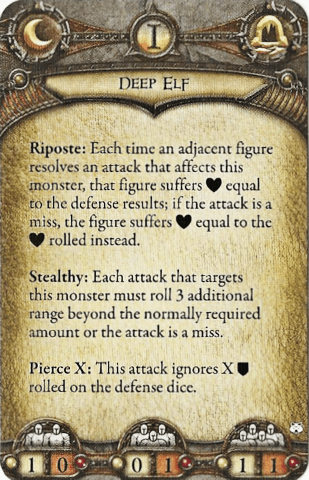 I
DEEP ELF
Riposte: Each time an adjacent figure
resolves an attack that affects this
monster, that figure suffers ♥ equal
to the defense results; if the attack is a
miss, the figure suffers ♥ equal to the
♥ rolled instead.
Stealthy: Each attack that targets
this monster must roll 3 additional
range beyond the normally required
amount or the attack is a miss.
Pierce X: This attack ignores X
rolled on the defense dice.
1 0 0 1 1 1